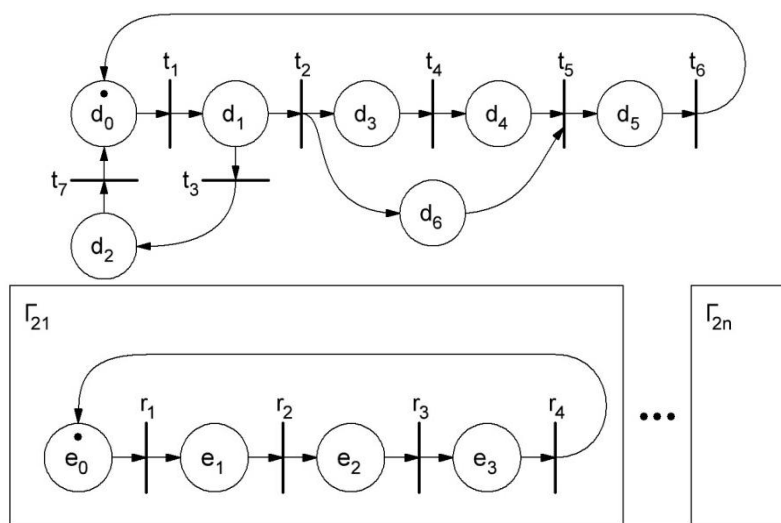 t1 t2 t4 t5 t6
d0 d1 d3 d4 d5
t7 t3
d6
d2
Γ21 Γ2n
r1 r2 r3 r4
e0 e1 e2 e3